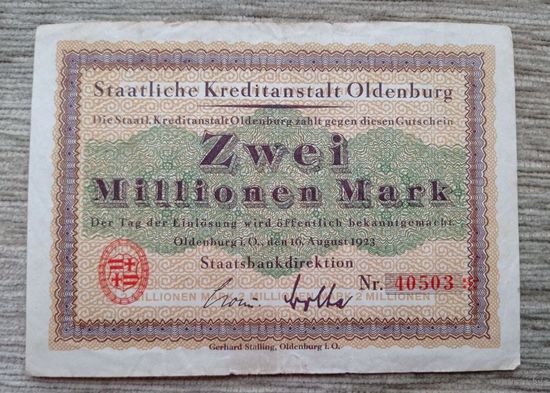 Staatliche Kreditanstalt Oldenburg
Die Staatl. Kreditanstalt Oldenburg zahlt gegen diesen Gutschein
Zwei
Millionen Mark
Der Tag der Einlösung wird öffentlich bekanntgemacht.
Oldenburg i. O., den 16. August 1923
Staatsbankdirektion
Nr. 40503 *
MILLIONEN 2 MILLIONEN
Gerhard Stalling, Oldenburg i. O.